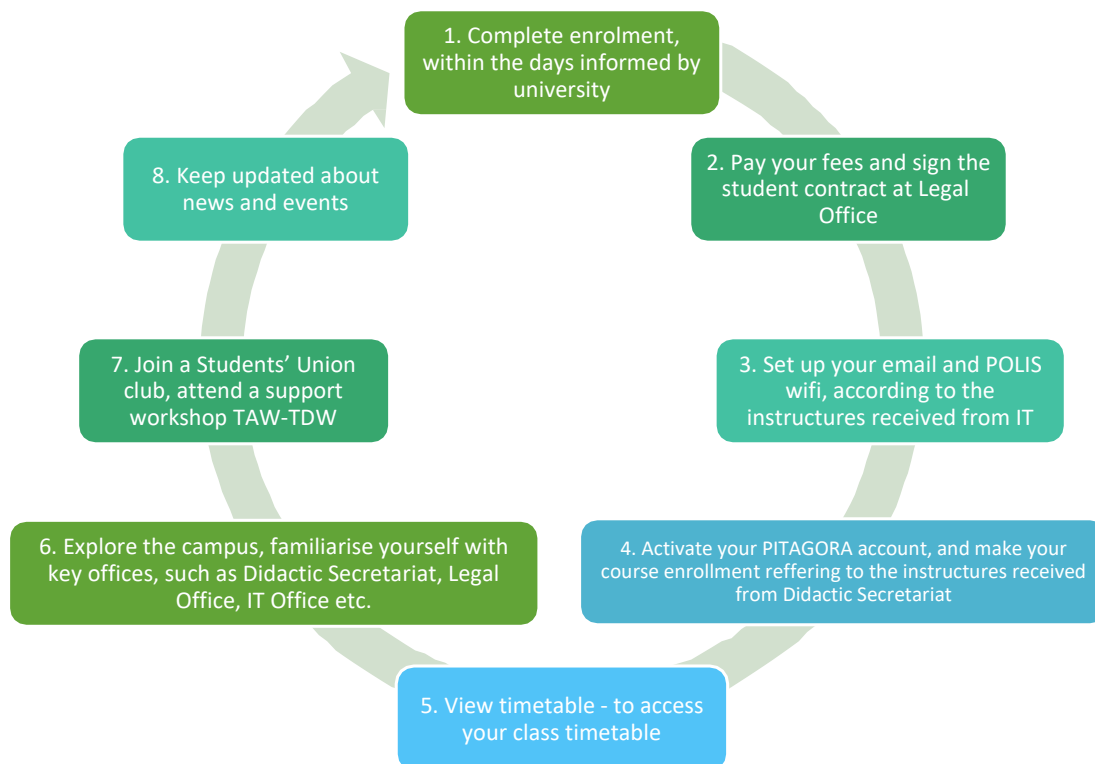 1. Complete enrolment,
within the days informed by
university
2. Pay your fees and sign the
student contract at Legal
Office
3. Set up your email and POLIS
wifi, according to the
instructures received from IT
4. Activate your PITAGORA account, and make your
course enrollment reffering to the instructures received
from Didactic Secretariat
5. View timetable - to access
your class timetable
6. Explore the campus, familiarise yourself with
key offices, such as Didactic Secretariat, Legal
Office, IT Office etc.
7. Join a Students’ Union
club, attend a support
workshop TAW-TDW
8. Keep updated about
news and events